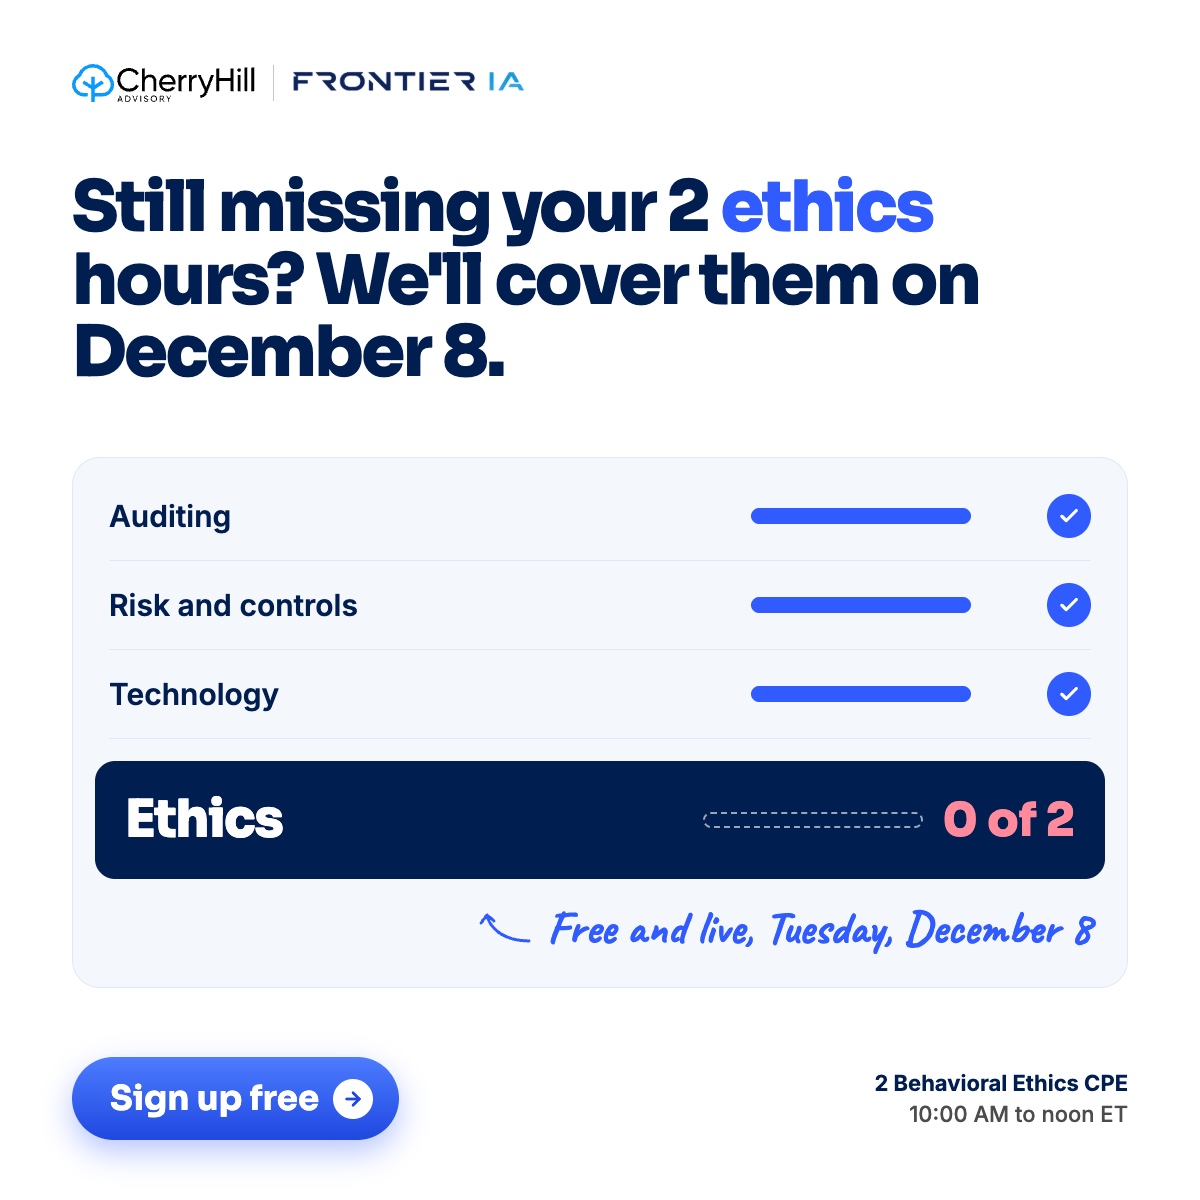 CherryHill
ADVISORY
FRONTIER IA
Still missing your 2 ethics
hours? We'll cover them on
December 8.
Auditing
Risk and controls
Technology
Ethics 0 of 2
Free and live, Tuesday, December 8
Sign up free
2 Behavioral Ethics CPE
10:00 AM to noon ET